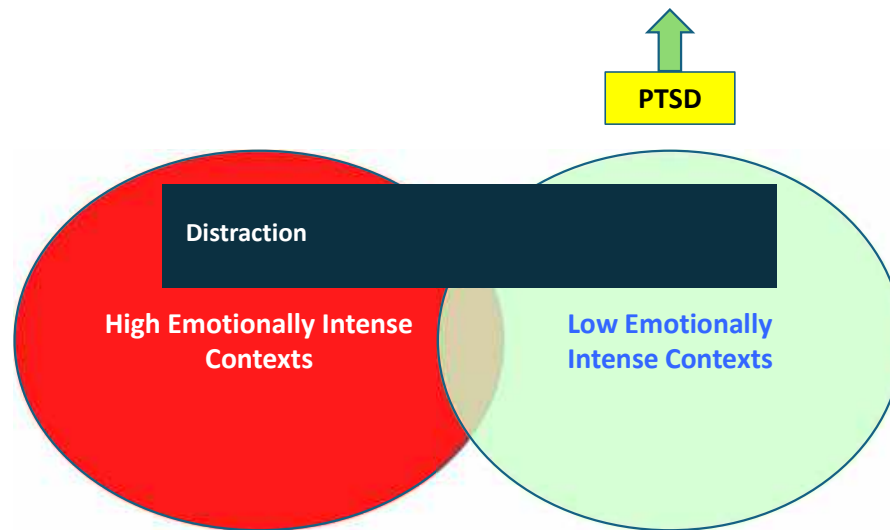 PTSD
Distraction
High Emotionally Intense
Contexts
Low Emotionally
Intense Contexts